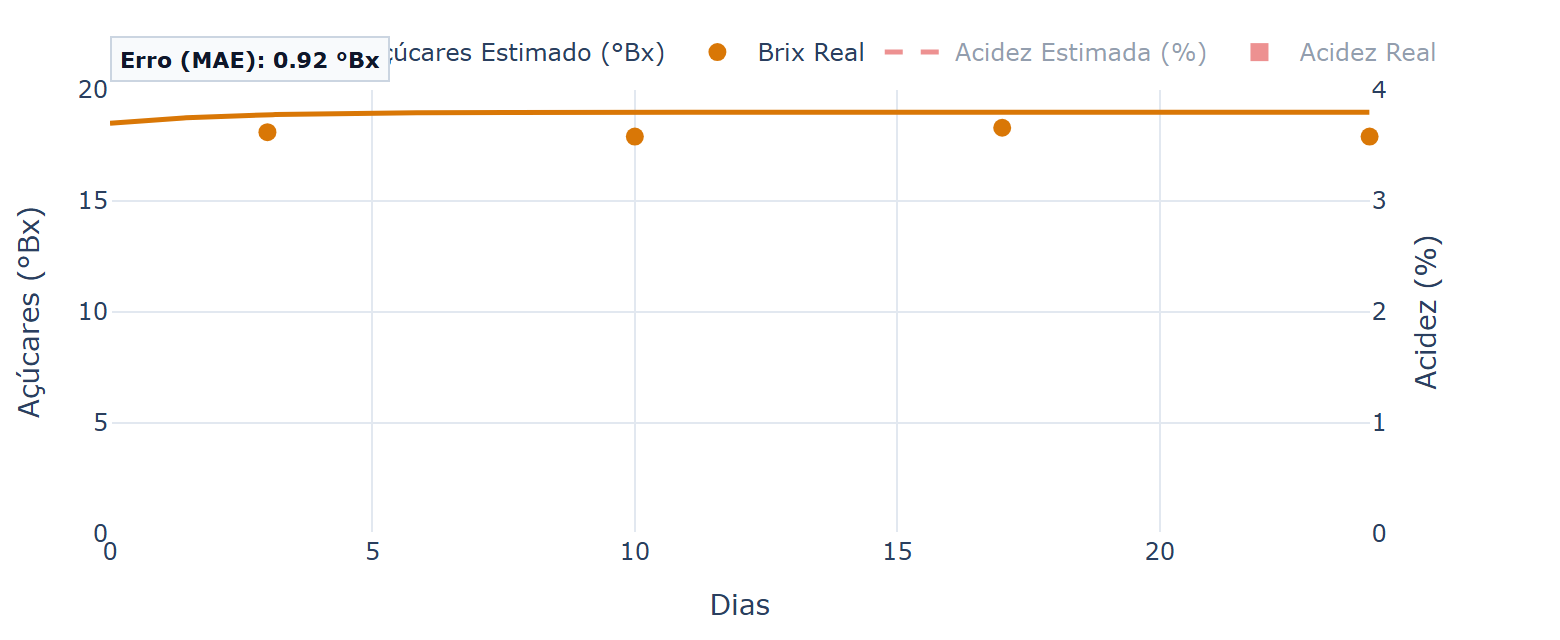 Erro (MAE): 0.92 ºBx
çúcares Estimado (°Bx)
Brix Real
Acidez Estimada (%)
Acidez Real
20
15
10
5
0
Açúcares (°Bx)
4
3
2
1
0
Acidez (%)
0
5
10
15
20
Dias